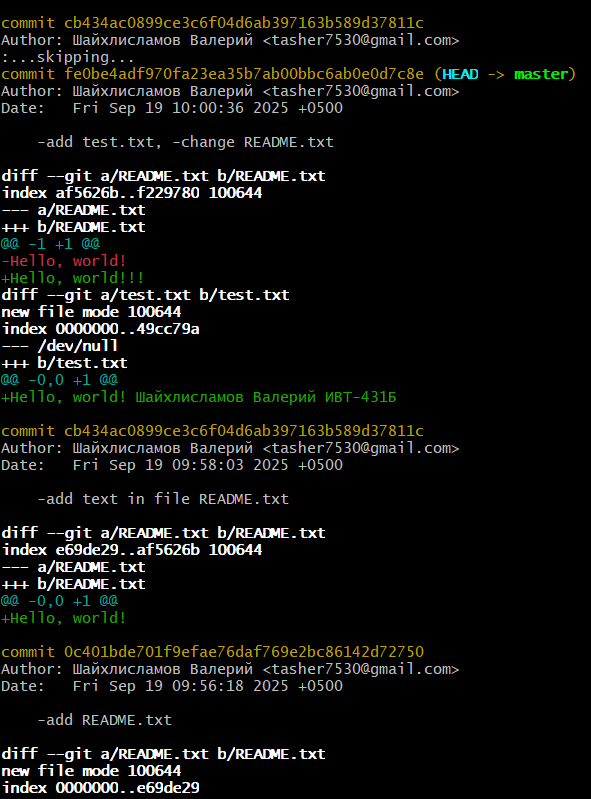 commit cb434ac0899ce3c6f04d6ab397163b589d37811c
Author: Шайхлисламов Валерий <tasher7530@gmail.com>
:...skipping...
commit fe0be4adf970fa23ea35b7ab00bbc6ab0e0d7c8e (HEAD -> master)
Author: Шайхлисламов Валерий <tasher7530@gmail.com>
Date:   Fri Sep 19 10:00:36 2025 +0500
    -add test.txt, -change README.txt
diff --git a/README.txt b/README.txt
index af5626b..f229780 100644
--- a/README.txt
+++ b/README.txt
@@ -1 +1 @@
-Hello, world!
+Hello, world!!!
diff --git a/test.txt b/test.txt
new file mode 100644
index 0000000..49cc79a
--- /dev/null
+++ b/test.txt
@@ -0,0 +1 @@
+Hello, world! Шайхлисламов Валерий ИВТ-431Б
commit cb434ac0899ce3c6f04d6ab397163b589d37811c
Author: Шайхлисламов Валерий <tasher7530@gmail.com>
Date:   Fri Sep 19 09:58:03 2025 +0500
    -add text in file README.txt
diff --git a/README.txt b/README.txt
index e69de29..af5626b 100644
--- a/README.txt
+++ b/README.txt
@@ -0,0 +1 @@
+Hello, world!
commit 0c401bde701f9efae76daf769e2bc86142d72750
Author: Шайхлисламов Валерий <tasher7530@gmail.com>
Date:   Fri Sep 19 09:56:18 2025 +0500
    -add README.txt
diff --git a/README.txt b/README.txt
new file mode 100644
index 0000000..e69de29